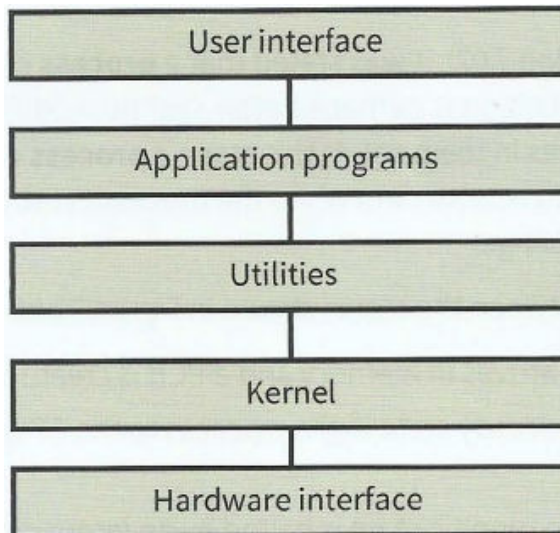 User interface
Application programs
Utilities
Kernel
Hardware interface